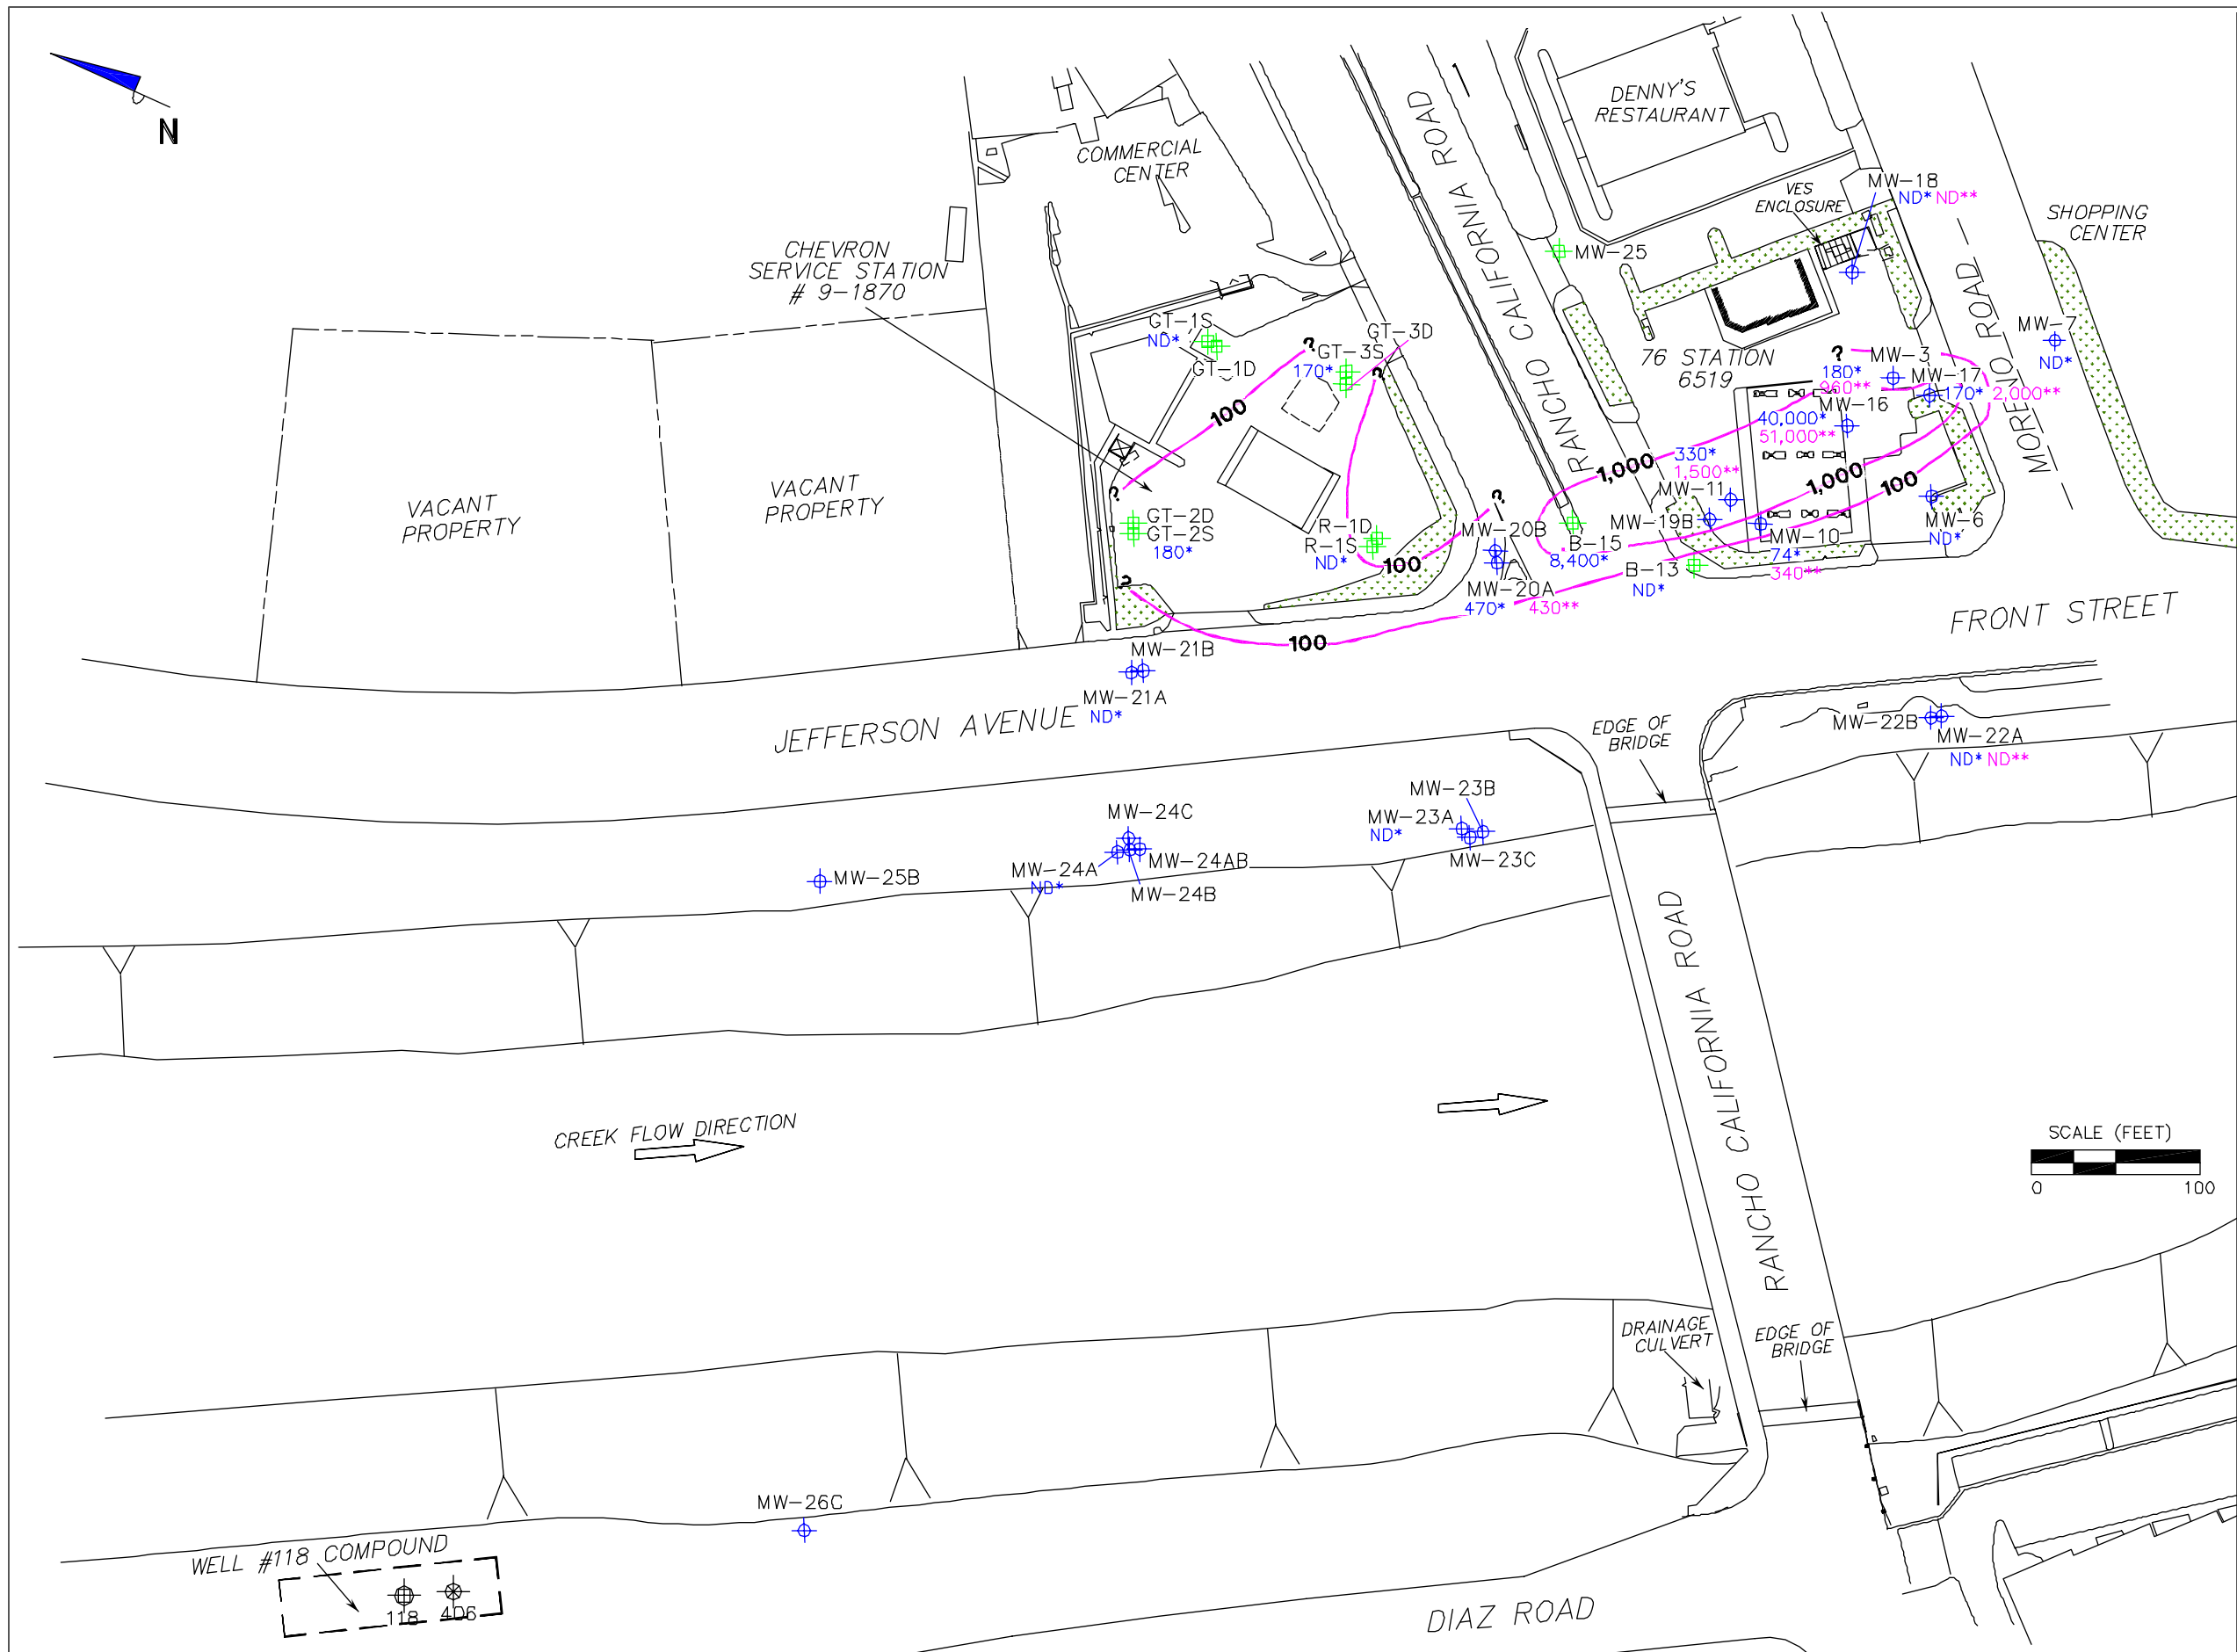 N
COMMERCIAL
CENTER
DENNY'S
RESTAURANT
RANCHO CALIFORNIA ROAD
VES
ENCLOSURE
MW-18
ND* ND**
SHOPPING
CENTER
CHEVRON
SERVICE STATION
# 9-1870
MW-25
GT-1S
ND*
GT-1D
?
GT-3D
GT-3S
170*
?
100
76 STATION
6519
MORENO ROAD
MW-7
ND*
?
MW-3
180*
960**
MW-17
170* 2,000**
MW-16
40,000*
51,000**
330*
1,500**
MW-11
1,000
1,000
100
VACANT
PROPERTY
VACANT
PROPERTY
?
GT-2D
GT-2S
180*
R-1D
R-1S
ND*
100
?
MW-20B
MW-20A
470* 430**
B-15
8,400*
MW-19B
MW-10
74*
340**
B-13
ND*
MW-6
ND*
?
100
FRONT STREET
MW-21B
MW-21A
ND*
JEFFERSON AVENUE
EDGE OF
BRIDGE
MW-22B
MW-22A
ND* ND**
MW-23B
MW-23A
ND*
MW-23C
MW-24C
MW-24A
ND*
MW-24AB
MW-24B
MW-25B
RANCHO CALIFORNIA ROAD
CREEK FLOW DIRECTION
SCALE (FEET)
0 100
DRAINAGE
CULVERT
EDGE OF
BRIDGE
MW-26C
WELL #118 COMPOUND
118 406
DIAZ ROAD